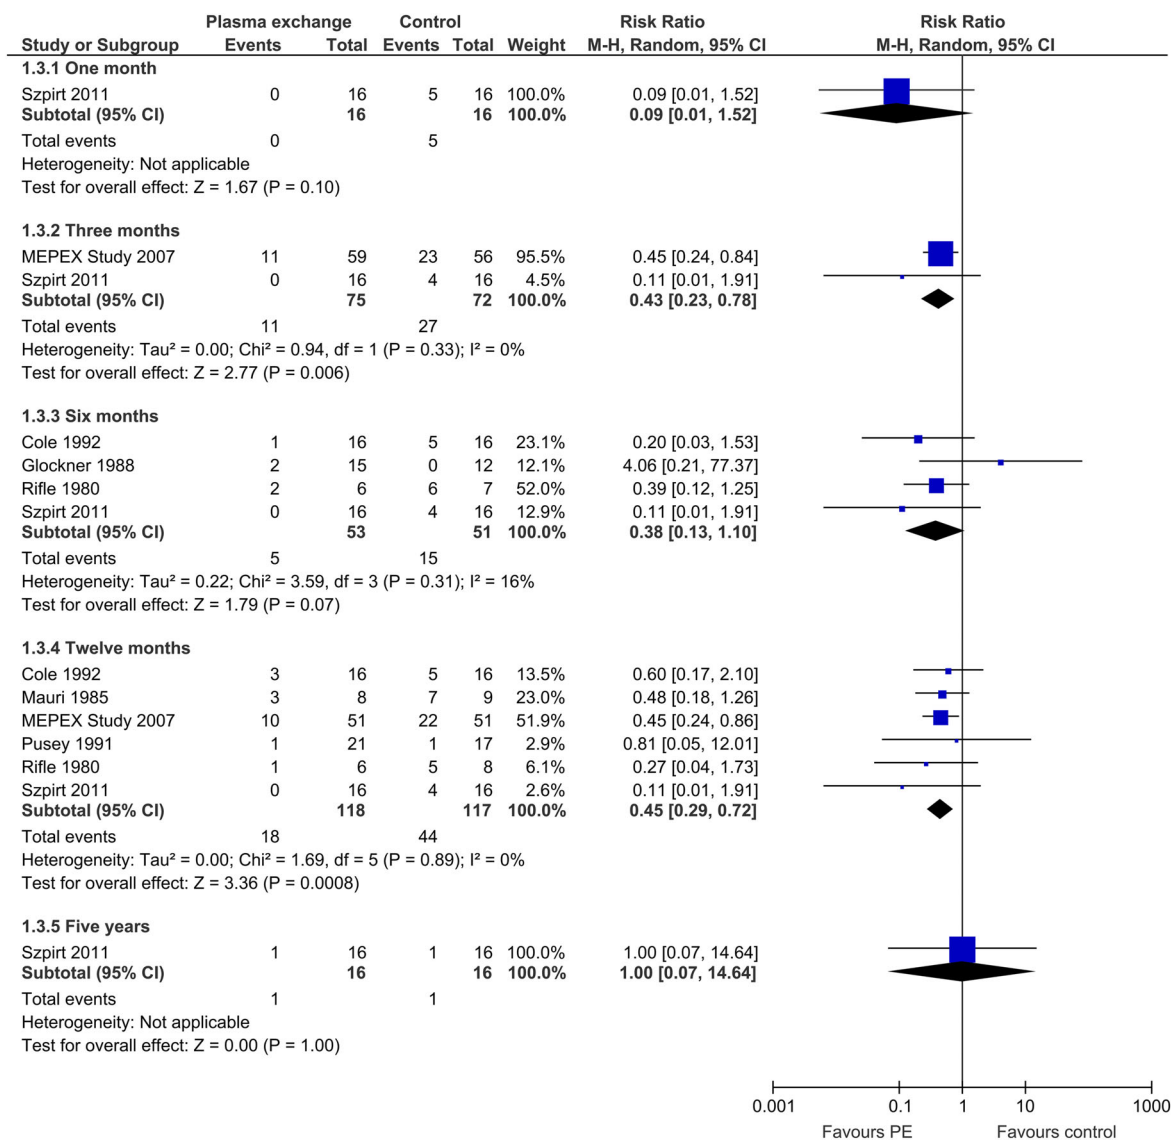 Plasma exchange Control Risk Ratio Risk Ratio
Study or Subgroup Events Total Events Total Weight M-H, Random, 95% CI M-H, Random, 95% CI
1.3.1 One month
Szpirt 2011 0 16 5 16 100.0% 0.09 [0.01, 1.52]
Subtotal (95% CI) 16 16 100.0% 0.09 [0.01, 1.52]
Total events 0 5
Heterogeneity: Not applicable
Test for overall effect: Z = 1.67 (P = 0.10)
1.3.2 Three months
MEPEX Study 2007 11 59 23 56 95.5% 0.45 [0.24, 0.84]
Szpirt 2011 0 16 4 16 4.5% 0.11 [0.01, 1.91]
Subtotal (95% CI) 75 72 100.0% 0.43 [0.23, 0.78]
Total events 11 27
Heterogeneity: Tau² = 0.00; Chi² = 0.94, df = 1 (P = 0.33); I² = 0%
Test for overall effect: Z = 2.77 (P = 0.006)
1.3.3 Six months
Cole 1992 1 16 5 16 23.1% 0.20 [0.03, 1.53]
Glockner 1988 2 15 0 12 12.1% 4.06 [0.21, 77.37]
Rifle 1980 2 6 6 7 52.0% 0.39 [0.12, 1.25]
Szpirt 2011 0 16 4 16 12.9% 0.11 [0.01, 1.91]
Subtotal (95% CI) 53 51 100.0% 0.38 [0.13, 1.10]
Total events 5 15
Heterogeneity: Tau² = 0.22; Chi² = 3.59, df = 3 (P = 0.31); I² = 16%
Test for overall effect: Z = 1.79 (P = 0.07)
1.3.4 Twelve months
Cole 1992 3 16 5 16 13.5% 0.60 [0.17, 2.10]
Mauri 1985 3 8 7 9 23.0% 0.48 [0.18, 1.26]
MEPEX Study 2007 10 51 22 51 51.9% 0.45 [0.24, 0.86]
Pusey 1991 1 21 1 17 2.9% 0.81 [0.05, 12.01]
Rifle 1980 1 6 5 8 6.1% 0.27 [0.04, 1.73]
Szpirt 2011 0 16 4 16 2.6% 0.11 [0.01, 1.91]
Subtotal (95% CI) 118 117 100.0% 0.45 [0.29, 0.72]
Total events 18 44
Heterogeneity: Tau² = 0.00; Chi² = 1.69, df = 5 (P = 0.89); I² = 0%
Test for overall effect: Z = 3.36 (P = 0.0008)
1.3.5 Five years
Szpirt 2011 1 16 1 16 100.0% 1.00 [0.07, 14.64]
Subtotal (95% CI) 16 16 100.0% 1.00 [0.07, 14.64]
Total events 1 1
Heterogeneity: Not applicable
Test for overall effect: Z = 0.00 (P = 1.00)
0.001 0.1 1 10 1000
Favours PE Favours control